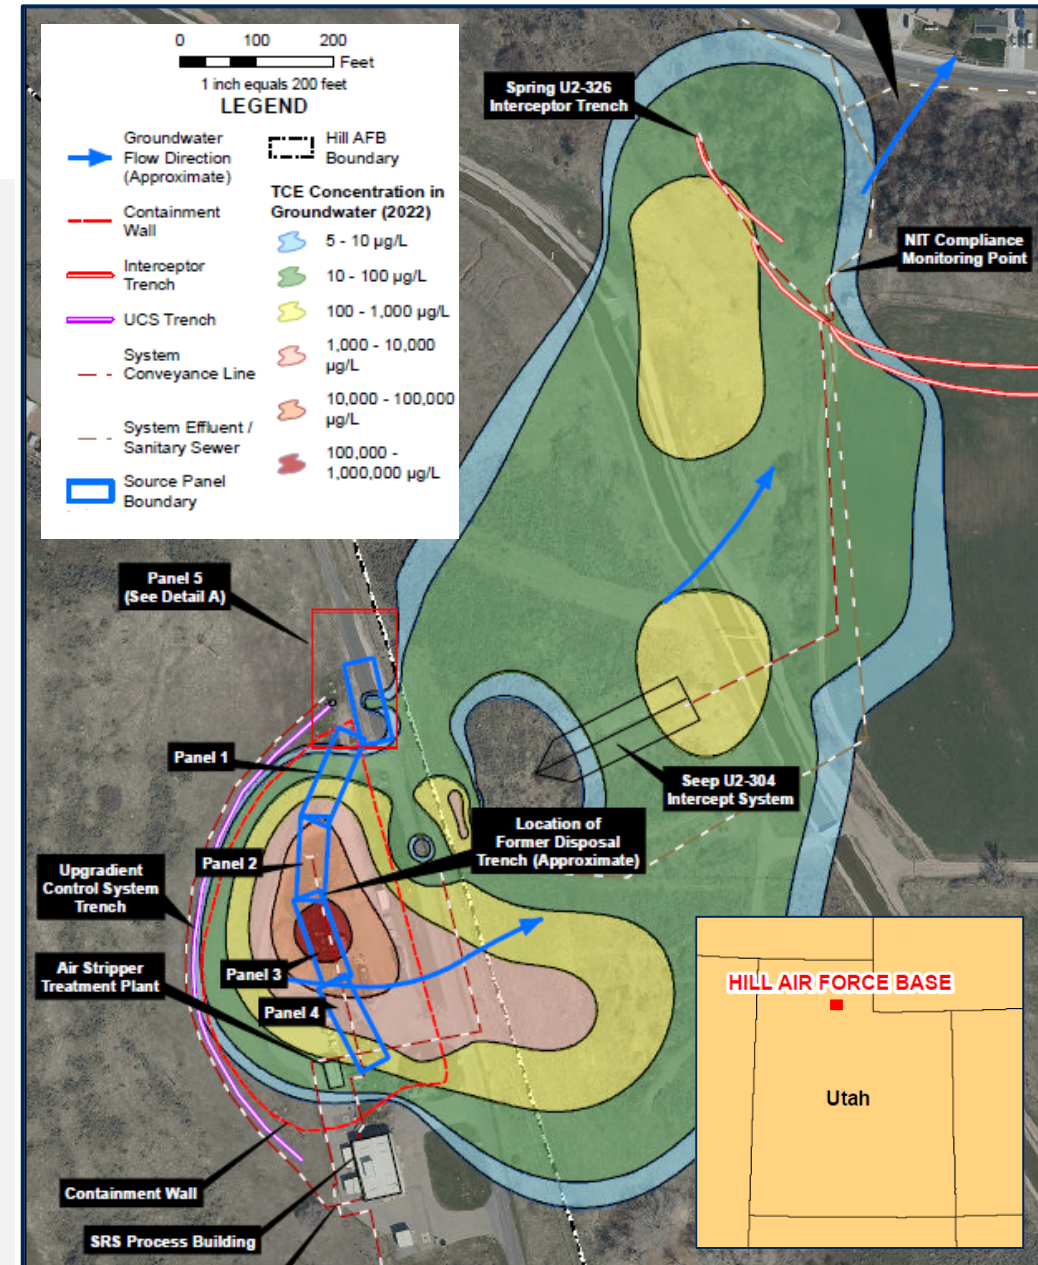 0 100 200
Feet
1 inch equals 200 feet
LEGEND
Groundwater
Flow Direction
(Approximate)
Containment
Wall
Interceptor
Trench
UCS Trench
System
Conveyance Line
System Effluent /
Sanitary Sewer
Source Panel
Boundary
Hill AFB
Boundary
TCE Concentration in
Groundwater (2022)
5 - 10 µg/L
10 - 100 µg/L
100 - 1,000 µg/L
1,000 - 10,000
µg/L
10,000 - 100,000
µg/L
100,000 -
1,000,000 µg/L
Spring U2-326
Interceptor Trench
NIT Compliance
Monitoring Point
Panel 5
(See Detail A)
Panel 1
Seep U2-304
Intercept System
Location of
Former Disposal
Trench (Approximate)
Panel 2
Upgradient
Control System
Trench
Air Stripper
Treatment Plant
Panel 3
Panel 4
Containment Wall
SRS Process Building
HILL AIR FORCE BASE
Utah